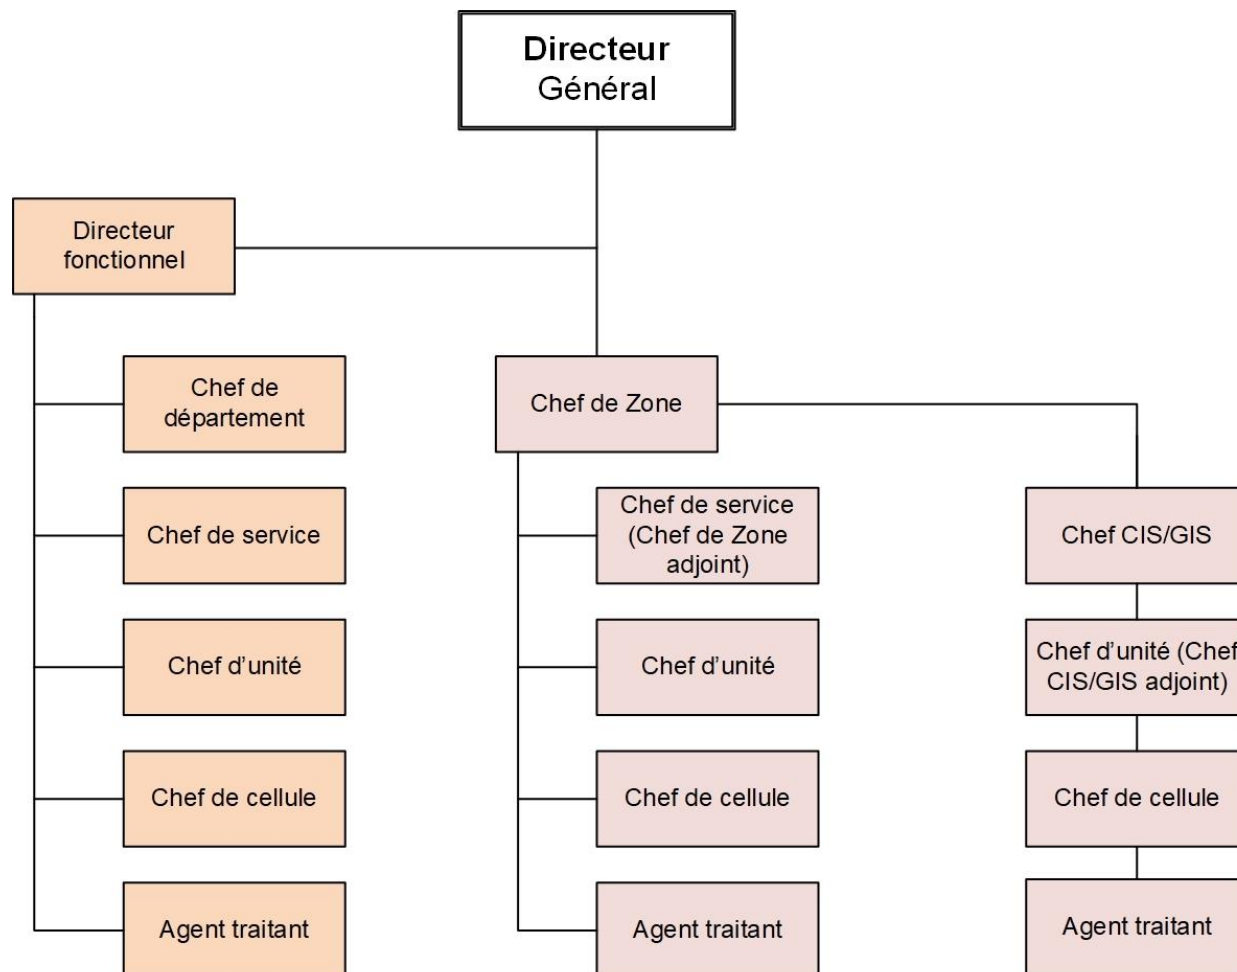 Directeur
Général
Directeur
fonctionnel
Chef de
département
Chef de service
Chef d’unité
Chef de cellule
Agent traitant
Chef de Zone
Chef de service
(Chef de Zone
adjoint)
Chef d’unité
Chef de cellule
Agent traitant
Chef CIS/GIS
Chef d’unité (Chef
CIS/GIS adjoint)
Chef de cellule
Agent traitant